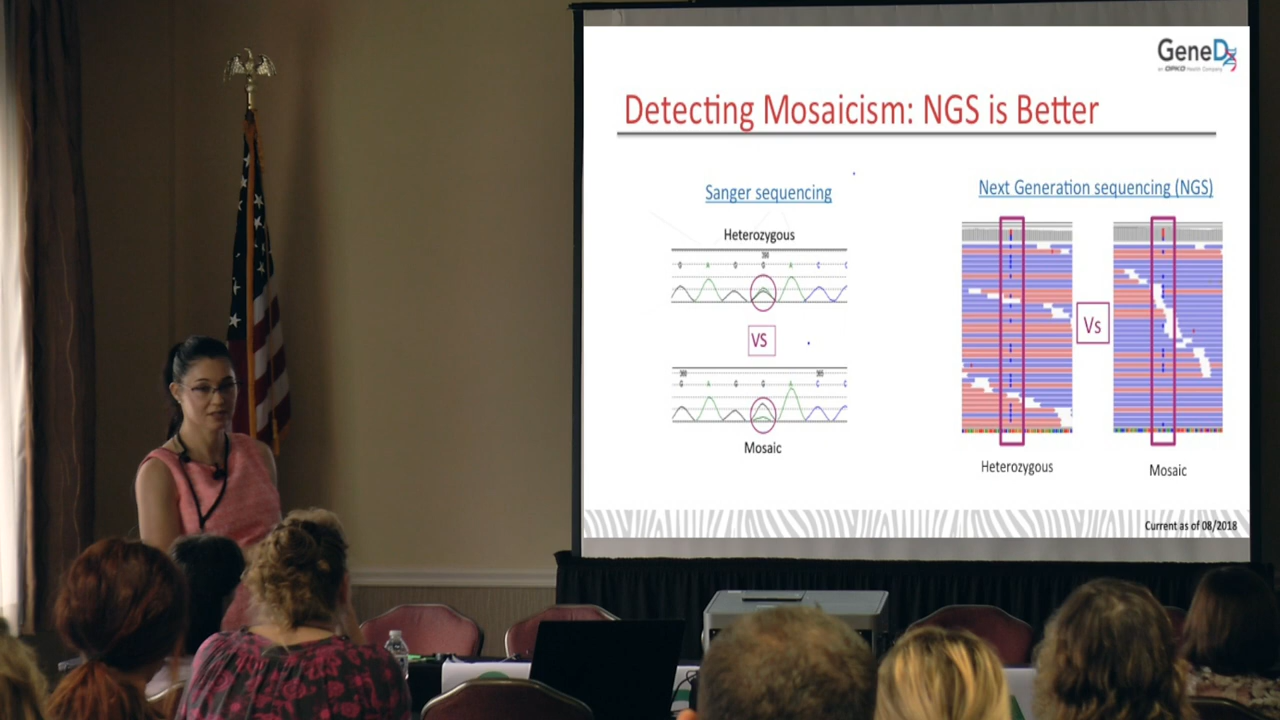 GeneDx
an OPKO Health Company
Detecting Mosaicism: NGS is Better
Sanger sequencing
Next Generation sequencing (NGS)
Heterozygous
G A G G A C C
VS
G A G G A C C
Mosaic
Vs
Heterozygous
Mosaic
Current as of 08/2018